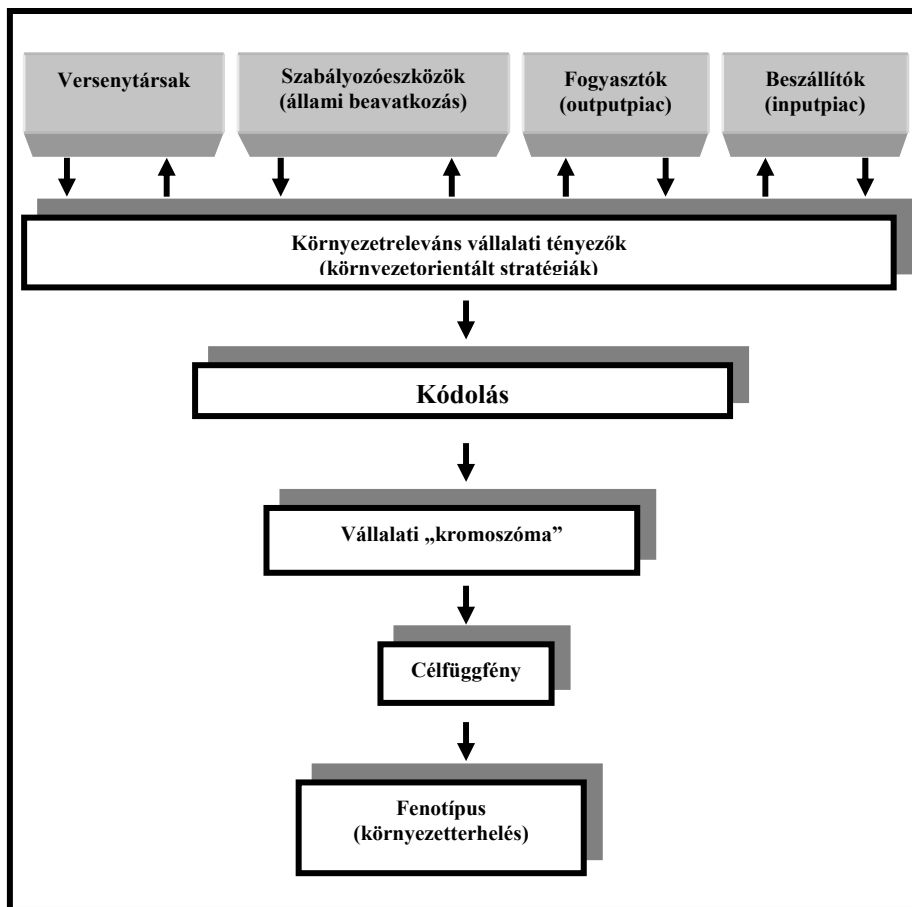 Versenytársak
Szabályozóeszközök
(állami beavatkozás)
Fogyasztók
(outputpiac)
Beszállítók
(inputpiac)
Környezetreleváns vállalati tényezők
(környezetorientált stratégiák)
Kódolás
Vállalati „kromoszóma”
Célfüggfény
Fenotípus
(környezetterhelés)